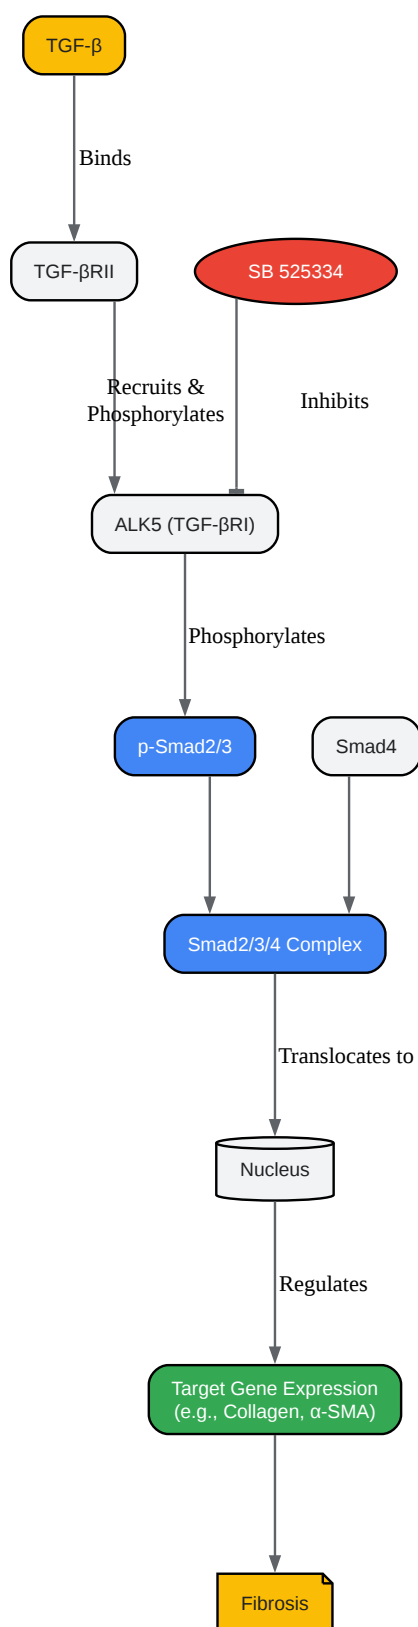 TGF-β
Binds
TGF-βRII
SB 525334
Recruits &
Phosphorylates
Inhibits
ALK5 (TGF-βRI)
Phosphorylates
p-Smad2/3
Smad4
Smad2/3/4 Complex
Translocates to
Nucleus
Regulates
Target Gene Expression
(e.g., Collagen, α-SMA)
Fibrosis